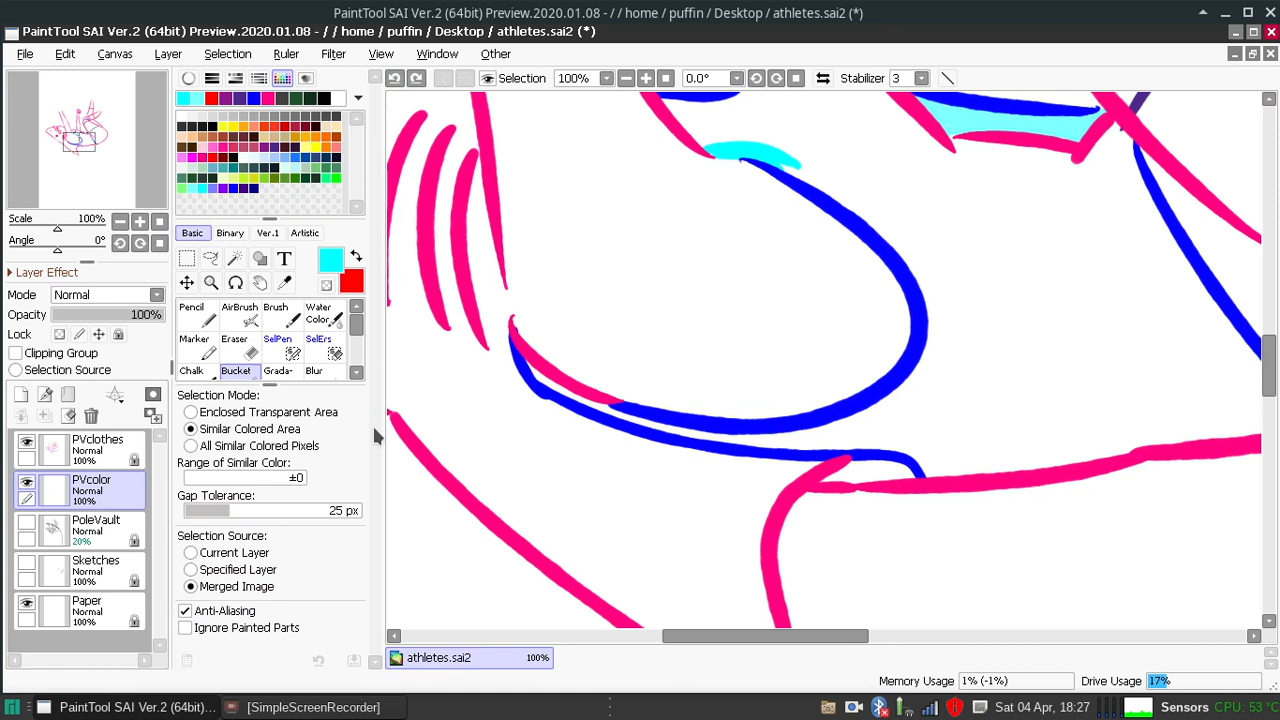 PaintTool SAI Ver.2 (64bit) Preview.2020.01.08 - / / home / puffin / Desktop / athletes.sai2 (*)
PaintTool SAI Ver.2 (64bit) Preview.2020.01.08 - / / home / puffin / Desktop / athletes.sai2 (*)
File Edit Canvas Layer Selection Ruler Filter View Window Other
Selection 100% 0.0° Stabilizer 3
Scale 100%
Angle 0°
Layer Effect
Mode Normal
Opacity 100%
Lock
Clipping Group
Selection Source
PVclothes
Normal
100%
PVcolor
Normal
100%
PoleVault
Normal
20%
Sketches
Normal
100%
Paper
Normal
100%
Basic Binary Ver.1 Artistic
T
Pencil AirBrush Brush Water Color
Marker Eraser SelPen SelErs
Chalk Bucket Grada- Blur
Selection Mode:
Enclosed Transparent Area
Similar Colored Area
All Similar Colored Pixels
Range of Similar Color:
±0
Gap Tolerance:
25 px
Selection Source:
Current Layer
Specified Layer
Merged Image
Anti-Aliasing
Ignore Painted Parts
athletes.sai2 100%
Memory Usage 1% (-1%) Drive Usage 17%
PaintTool SAI Ver.2 (64bit)... [SimpleScreenRecorder] Sat 04 Apr, 18:27 Sensors CPU: 53 °C